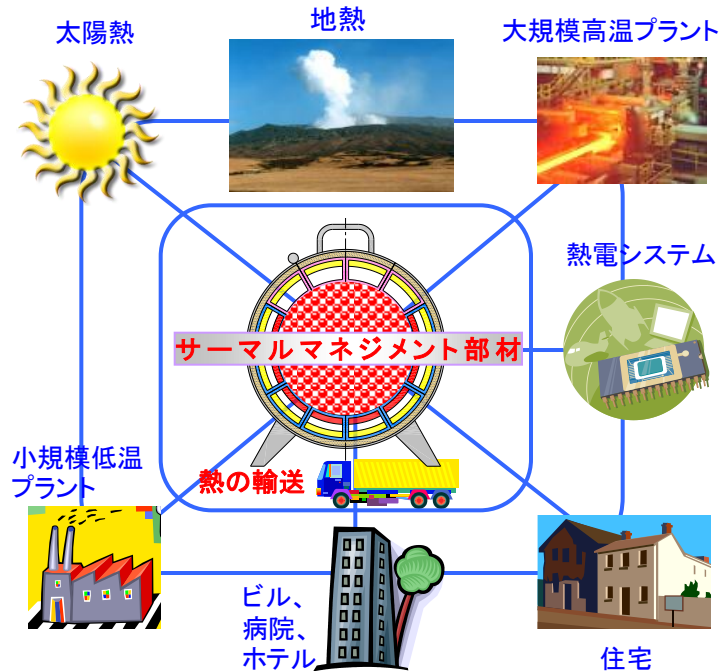 太陽熱
地熱
大規模高温プラント
熱電システム
サーマルマネジメント部材
小規模低温
プラント
熱の輸送
ビル、
病院、
ホテル
住宅